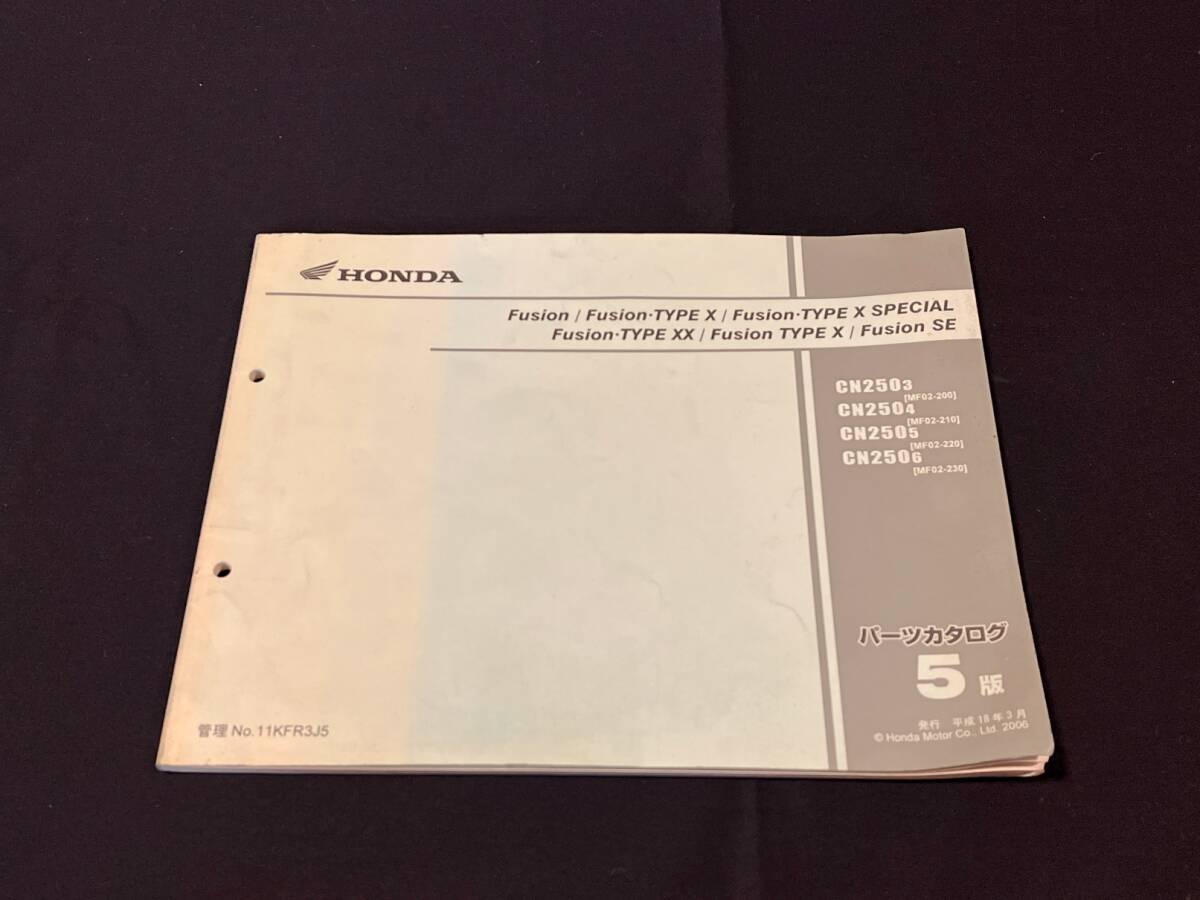 HONDA
Fusion / Fusion·TYPE X / Fusion·TYPE X SPECIAL
Fusion·TYPE XX / Fusion TYPE X / Fusion SE
CN2503
[MF02-200]
CN2504
[MF02-210]
CN2505
[MF02-220]
CN2506
[MF02-230]
パーツカタログ
5 版
発行 平成18年3月
© Honda Motor Co., Ltd. 2006
管理 No.11KFR3J5